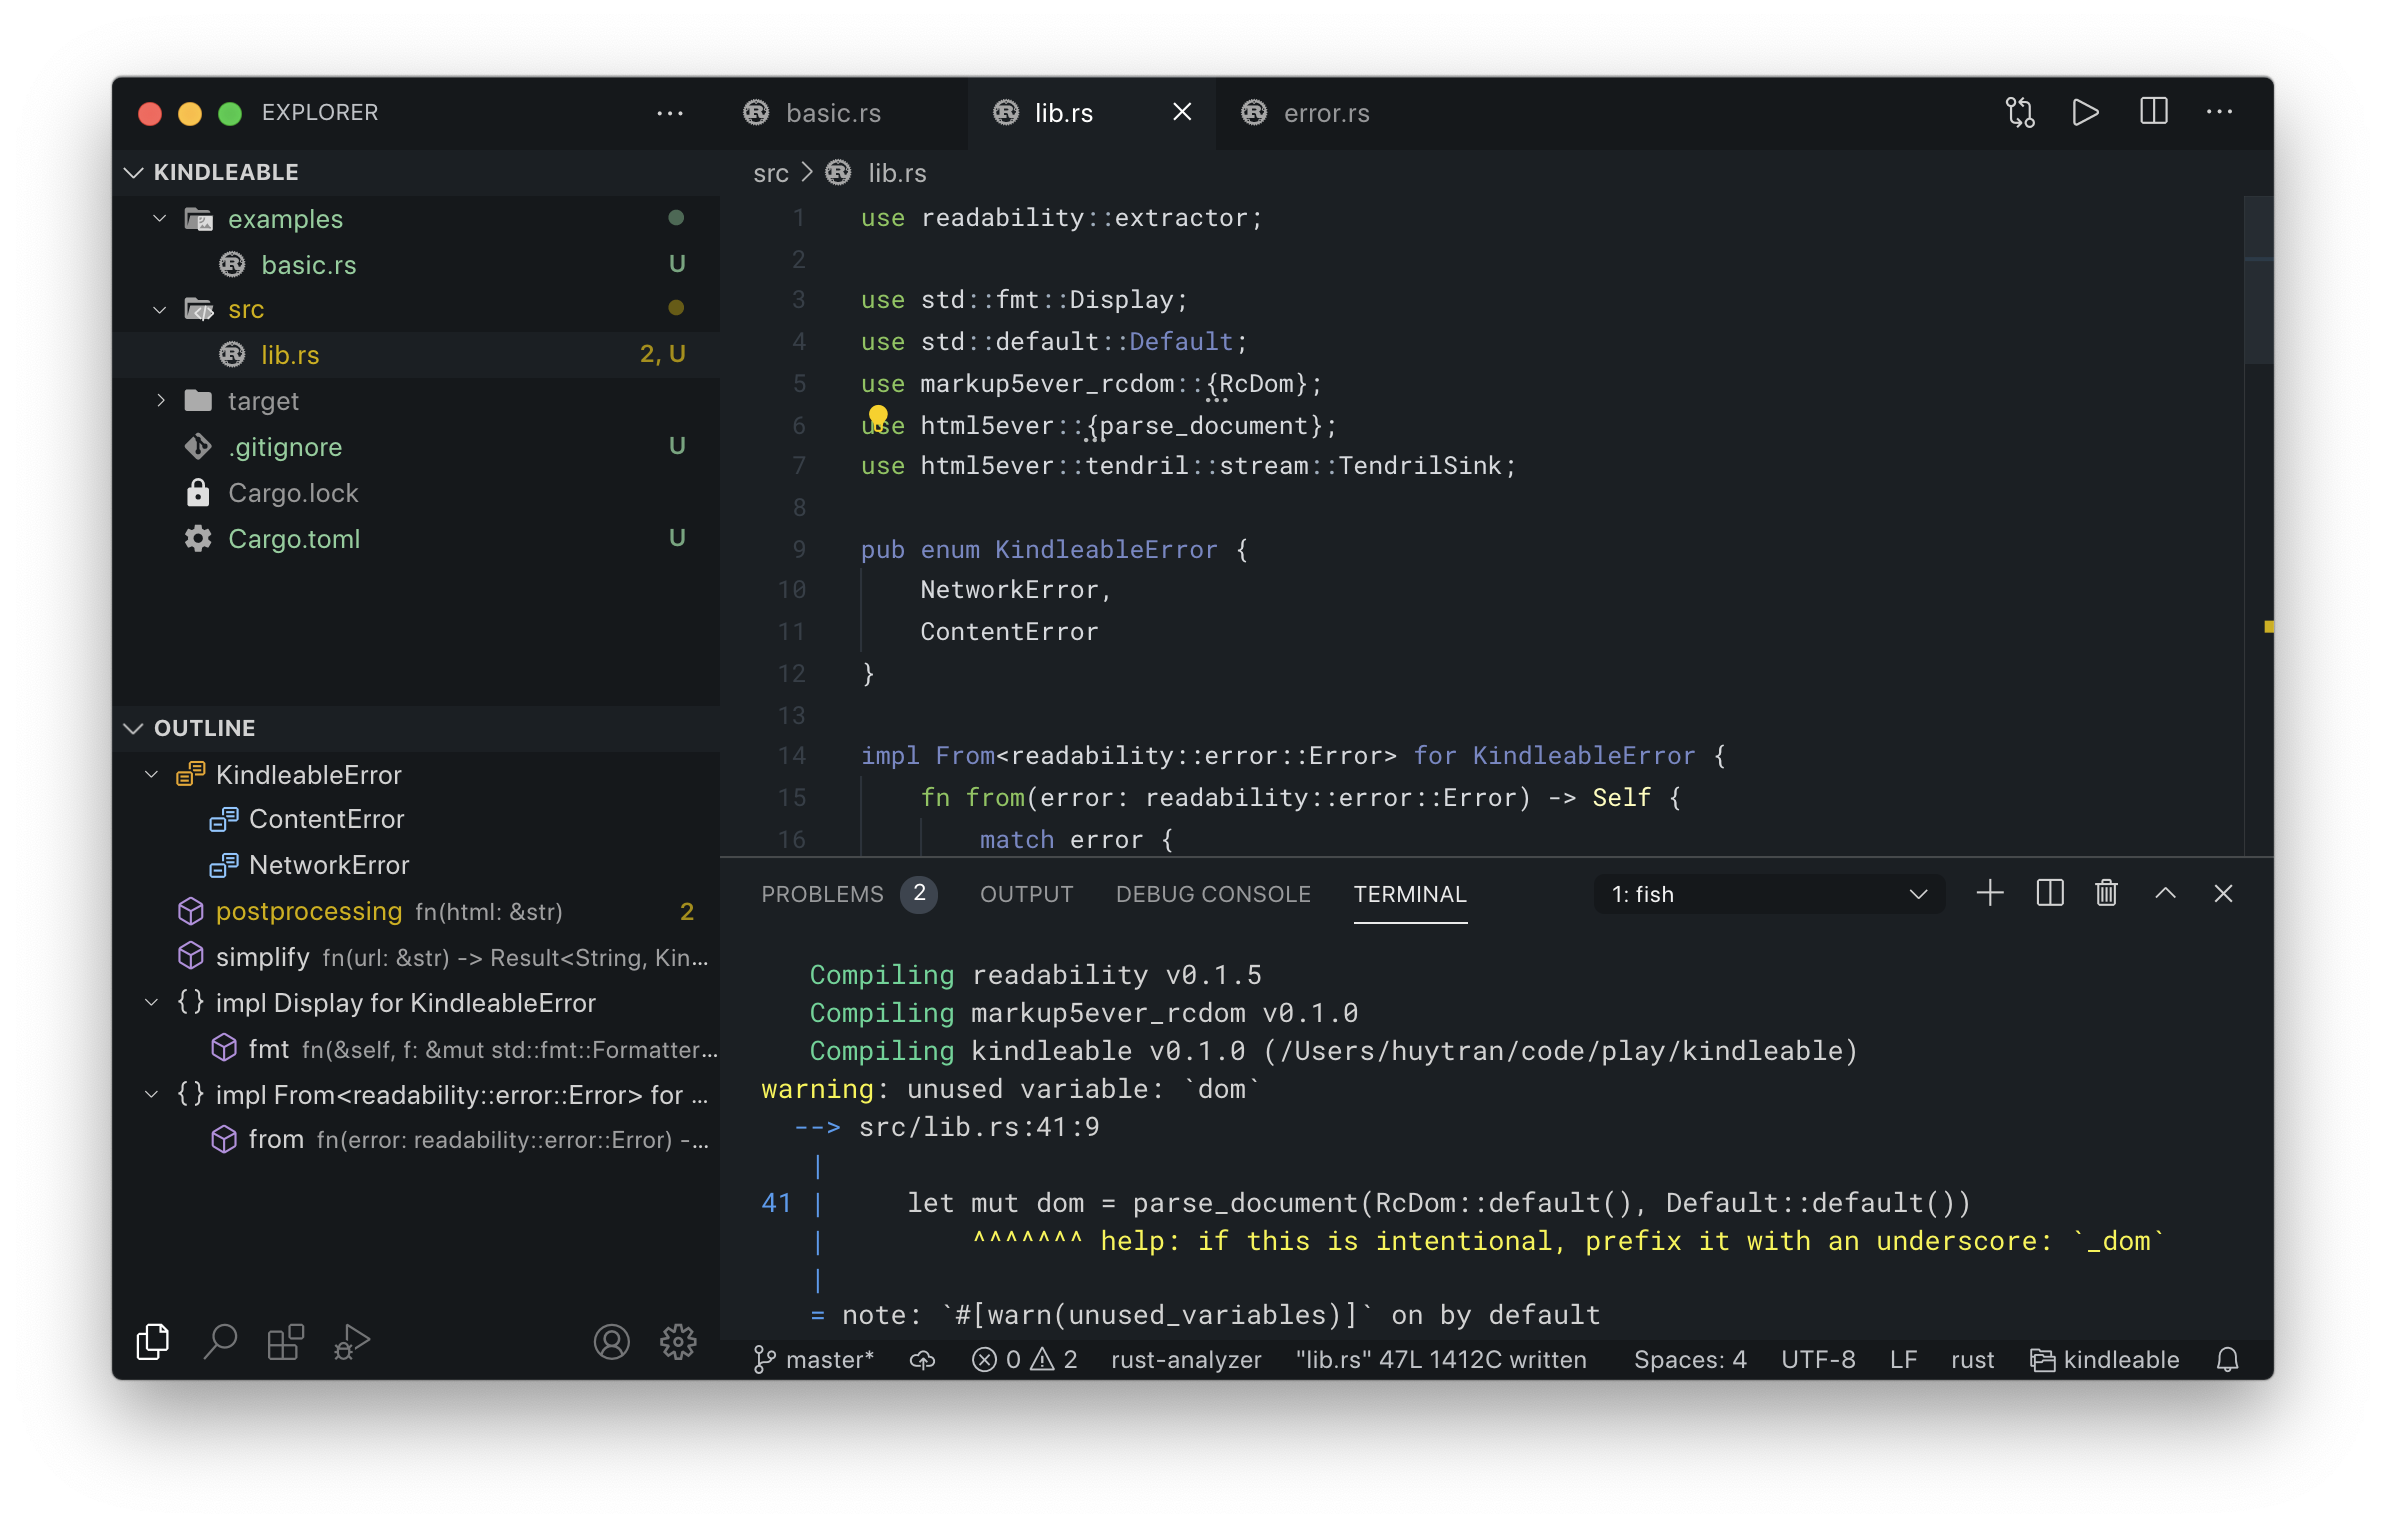 EXPLORER
KINDLEABLE
examples
basic.rs U
src
lib.rs 2, U
target
.gitignore U
Cargo.lock
Cargo.toml U
OUTLINE
KindleableError
ContentError
NetworkError
postprocessing fn(html: &str) 2
simplify fn(url: &str) -> Result<String, Kin...
{} impl Display for KindleableError
fmt fn(&self, f: &mut std::fmt::Formatter...
{} impl From<readability::error::Error> for ...
from fn(error: readability::error::Error) -...
basic.rs lib.rs error.rs
src > lib.rs
1 use readability::extractor;
2
3 use std::fmt::Display;
4 use std::default::Default;
5 use markup5ever_rcdom::{RcDom};
6 use html5ever::{parse_document};
7 use html5ever::tendril::stream::TendrilSink;
8
9 pub enum KindleableError {
10 NetworkError,
11 ContentError
12 }
13
14 impl From<readability::error::Error> for KindleableError {
15 fn from(error: readability::error::Error) -> Self {
16 match error {
PROBLEMS 2 OUTPUT DEBUG CONSOLE TERMINAL 1: fish
Compiling readability v0.1.5
Compiling markup5ever_rcdom v0.1.0
Compiling kindleable v0.1.0 (/Users/huytran/code/play/kindleable)
warning: unused variable: `dom`
--> src/lib.rs:41:9
|
41 | let mut dom = parse_document(RcDom::default(), Default::default())
| ^^^^^^^ help: if this is intentional, prefix it with an underscore: `_dom`
|
= note: `#[warn(unused_variables)]` on by default
master* 0 2 rust-analyzer "lib.rs" 47L 1412C written Spaces: 4 UTF-8 LF rust kindleable